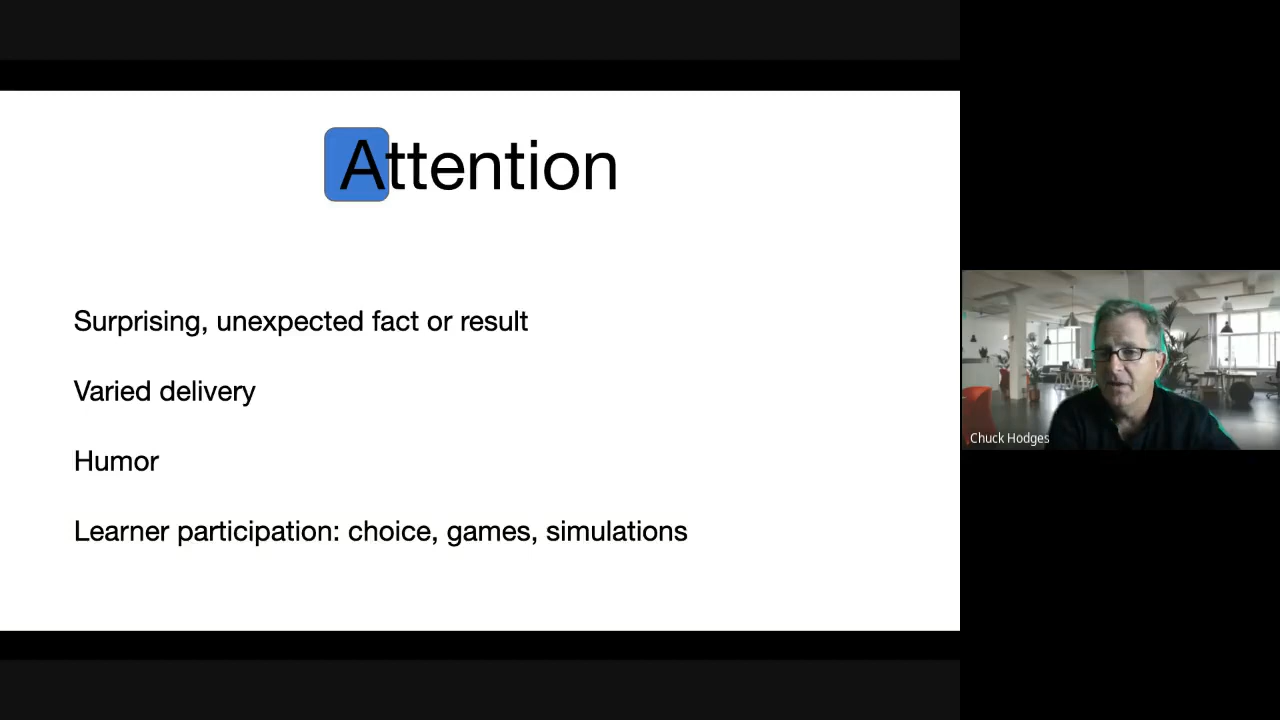 Attention
Surprising, unexpected fact or result
Varied delivery
Humor
Learner participation: choice, games, simulations
Chuck Hodges